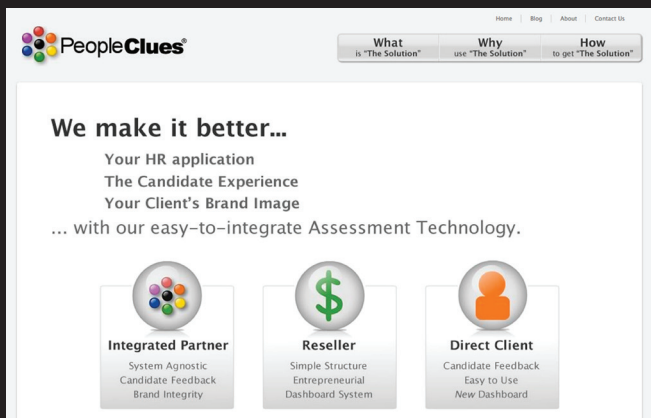 Home | Blog | About | Contact Us
PeopleClues®
What
is "The Solution"
Why
use "The Solution"
How
to get "The Solution"
We make it better...
Your HR application
The Candidate Experience
Your Client's Brand Image
... with our easy-to-integrate Assessment Technology.
Integrated Partner
System Agnostic
Candidate Feedback
Brand Integrity
Reseller
Simple Structure
Entrepreneurial
Dashboard System
Direct Client
Candidate Feedback
Easy to Use
New Dashboard